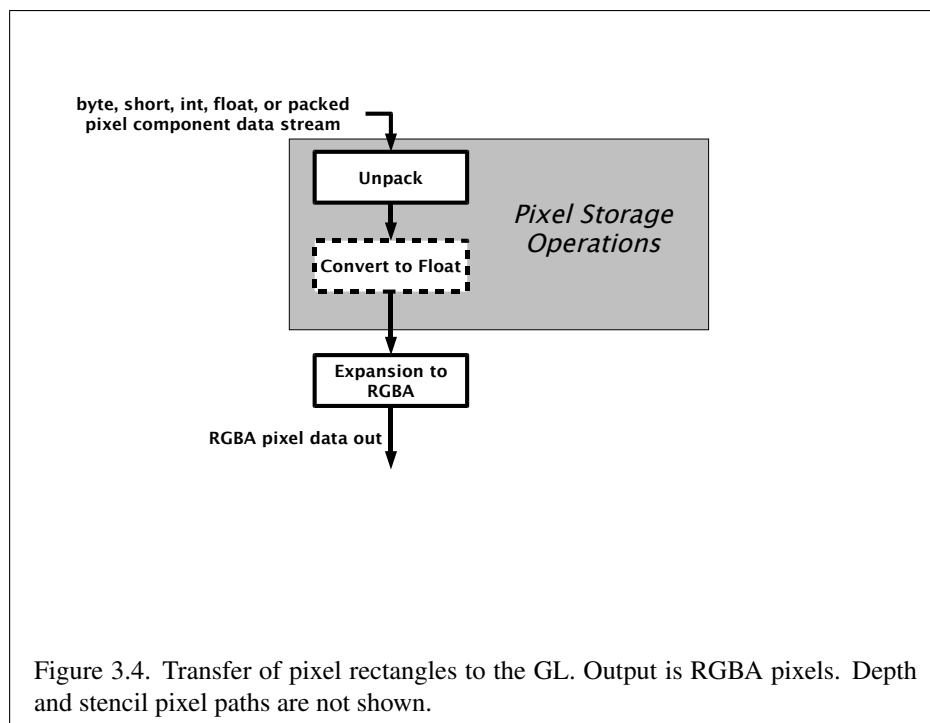 byte, short, int, float, or packed
pixel component data stream
Unpack
Pixel Storage
Operations
Convert to Float
Expansion to
RGBA
RGBA pixel data out
Figure 3.4. Transfer of pixel rectangles to the GL. Output is RGBA pixels. Depth
and stencil pixel paths are not shown.